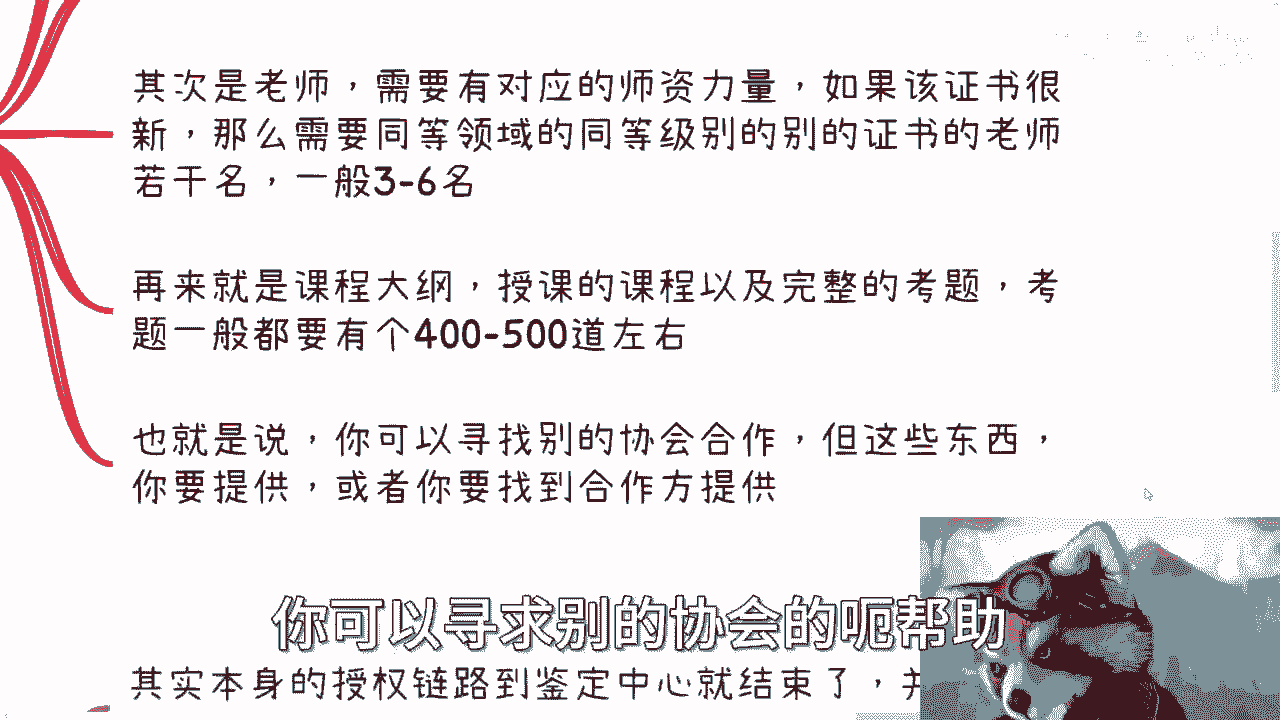 其次是老师，需要有对应的师资力量，如果该证书很
新，那么需要同等领域的同等级别的别的证书的老师
若干名，一般3-6名
再来就是课程大纲，授课的课程以及完整的考题，考
题一般都要有个400-500道左右
也就是说，你可以寻找别的协会合作，但这些东西，
你要提供，或者你要找到合作方提供
你可以寻求别的协会的呃帮助
其实本身的授权链路到鉴定中心就结束了，